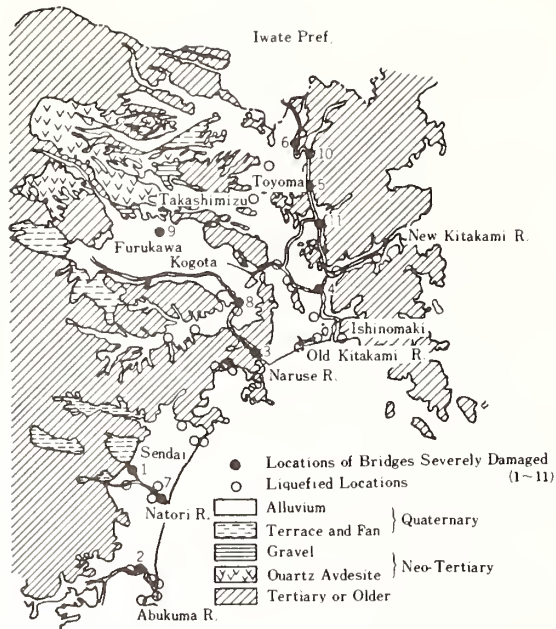 Iwate Pref.
6
10
Toyoma
5
Takashimizu
11
9
New Kitakami R.
Furukawa
Kogota
4
8
Ishinomaki
3
Old Kitakami R.
Naruse R.
Sendai
1
7
Natori R.
2
Abukuma R.
Locations of Bridges Severely Damaged
(1~11)
Liquefied Locations
Alluvium
Terrace and Fan
Quaternary
Gravel
Quartz Avdesite
Neo-Tertiary
Tertiary or Older